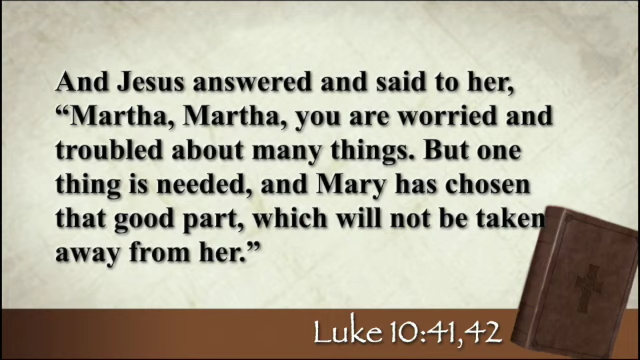 And Jesus answered and said to her,
“Martha, Martha, you are worried and
troubled about many things. But one
thing is needed, and Mary has chosen
that good part, which will not be taken
away from her.”
Luke 10:41,42